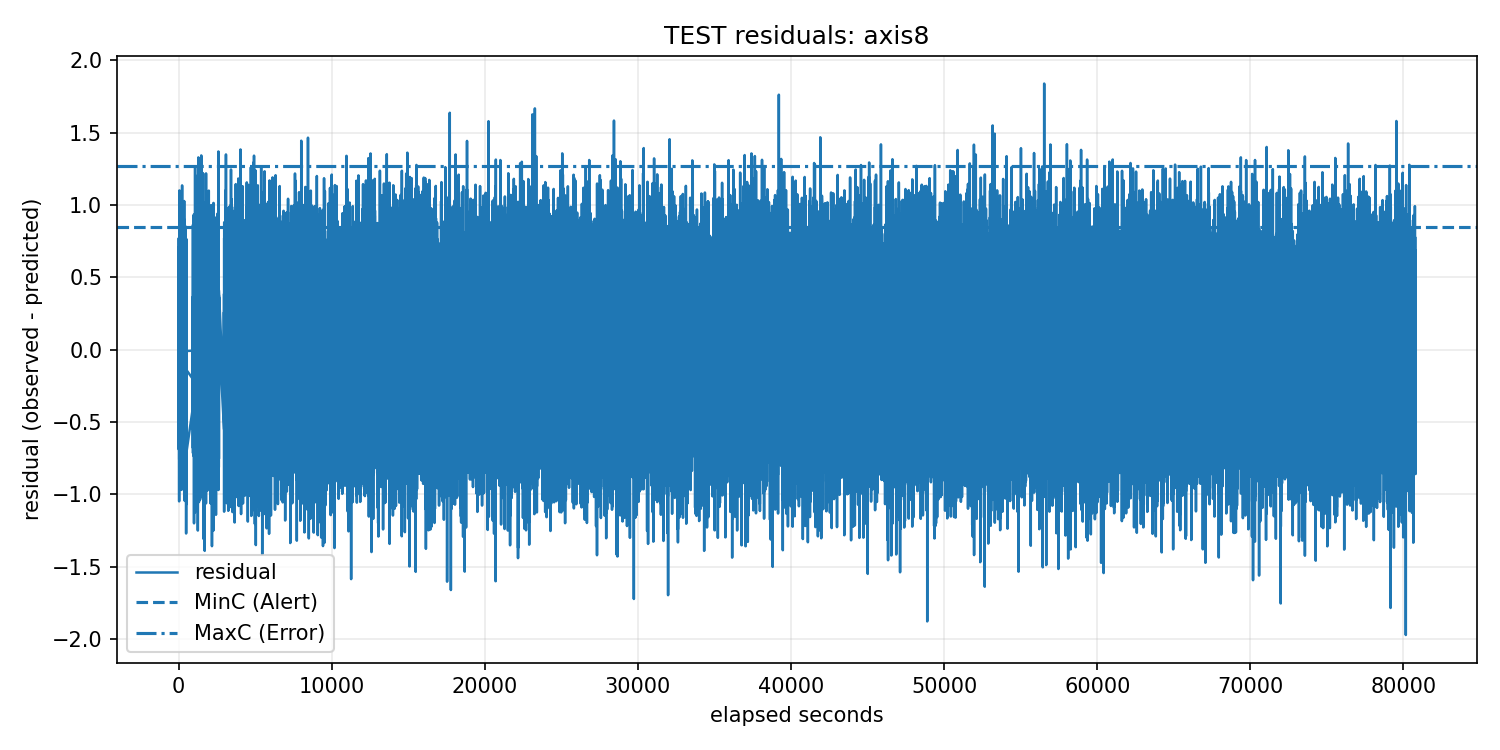 TEST residuals: axis8
residual (observed - predicted)
2.0
1.5
1.0
0.5
0.0
−0.5
−1.0
−1.5
−2.0
residual
MinC (Alert)
MaxC (Error)
0 10000 20000 30000 40000 50000 60000 70000 80000
elapsed seconds